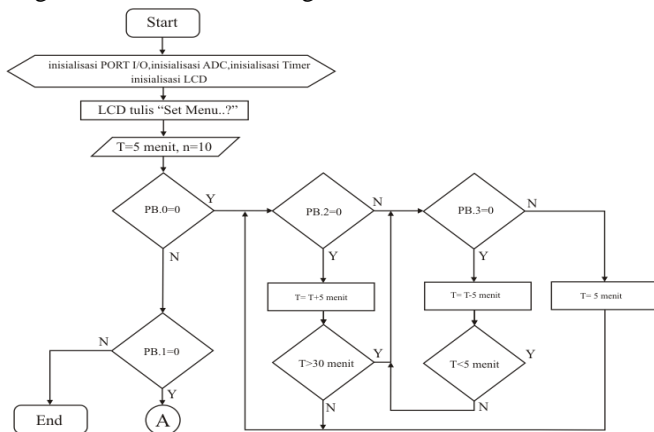 Start
inisialisasi PORT I/O,inisialisasi ADC,inisialisasi Timer
inisialisasi LCD
LCD tulis “Set Menu..?”
T=5 menit, n=10
PB.0=0
Y
N
PB.2=0
N
Y
PB.3=0
N
Y
T= T+5 menit
T= T-5 menit
T= 5 menit
PB.1=0
N
Y
T>30 menit
Y
N
T<5 menit
Y
N
End
A